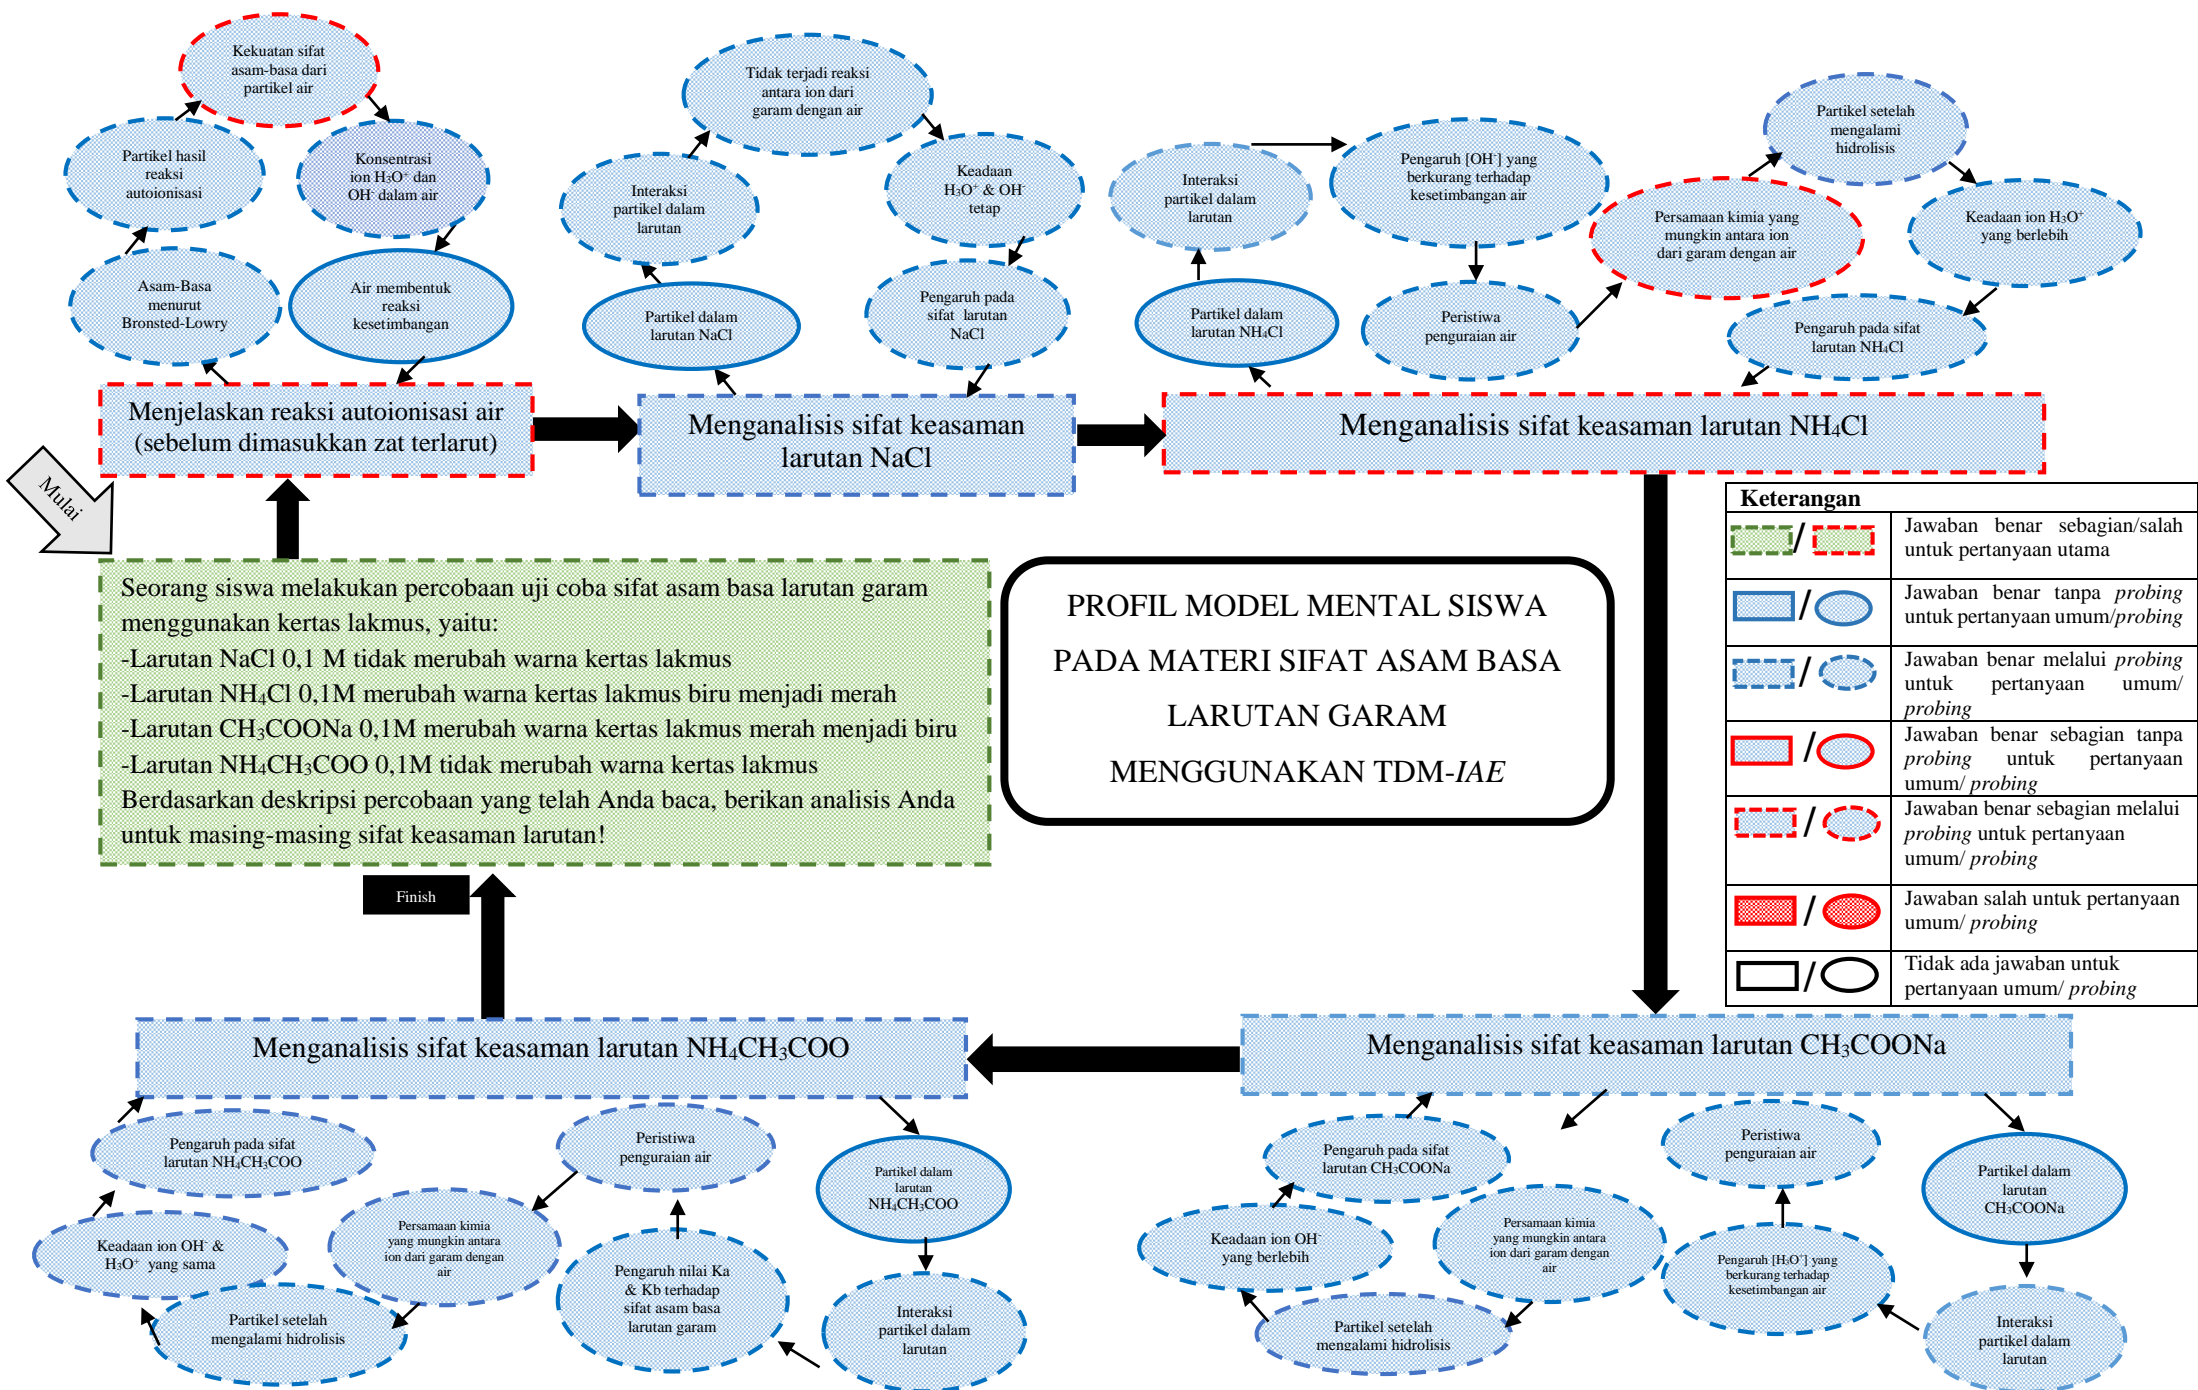 Kekuatan sifat
asam-basa dari
partikel air
Partikel hasil
reaksi
autoionisasi
Konsentrasi
ion H₃O⁺ dan
OH⁻ dalam air
Asam-Basa
menurut
Bronsted-Lowry
Air membentuk
reaksi
kesetimbangan
Menjelaskan reaksi autoionisasi air
(sebelum dimasukkan zat terlarut)
Tidak terjadi reaksi
antara ion dari
garam dengan air
Interaksi
partikel dalam
larutan
Keadaan
H₃O⁺ & OH⁻
tetap
Partikel dalam
larutan NaCl
Pengaruh pada
sifat larutan
NaCl
Menganalisis sifat keasaman
larutan NaCl
Interaksi
partikel dalam
larutan
Pengaruh [OH⁻] yang
berkurang terhadap
kesetimbangan air
Partikel dalam
larutan NH₄Cl
Peristiwa
penguraian air
Persamaan kimia yang
mungkin antara ion
dari garam dengan air
Partikel setelah
mengalami
hidrolisis
Keadaan ion H₃O⁺
yang berlebih
Pengaruh pada sifat
larutan NH₄Cl
Menganalisis sifat keasaman larutan NH₄Cl
Mulai
Seorang siswa melakukan percobaan uji coba sifat asam basa larutan garam
menggunakan kertas lakmus, yaitu:
-Larutan NaCl 0,1 M tidak merubah warna kertas lakmus
-Larutan NH₄Cl 0,1M merubah warna kertas lakmus biru menjadi merah
-Larutan CH₃COONa 0,1M merubah warna kertas lakmus merah menjadi biru
-Larutan NH₄CH₃COO 0,1M tidak merubah warna kertas lakmus
Berdasarkan deskripsi percobaan yang telah Anda baca, berikan analisis Anda
untuk masing-masing sifat keasaman larutan!
Finish
PROFIL MODEL MENTAL SISWA
PADA MATERI SIFAT ASAM BASA
LARUTAN GARAM
MENGGUNAKAN TDM-IAE
Keterangan
/
Jawaban benar sebagian/salah
untuk pertanyaan utama
/
Jawaban benar tanpa probing
untuk pertanyaan umum/probing
/
Jawaban benar melalui probing
untuk pertanyaan umum/
probing
/
Jawaban benar sebagian tanpa
probing untuk pertanyaan
umum/ probing
/
Jawaban benar sebagian melalui
probing untuk pertanyaan
umum/ probing
/
Jawaban salah untuk pertanyaan
umum/ probing
/
Tidak ada jawaban untuk
pertanyaan umum/ probing
Menganalisis sifat keasaman larutan NH₄CH₃COO
Pengaruh pada sifat
larutan NH₄CH₃COO
Peristiwa
penguraian air
Partikel dalam
larutan
NH₄CH₃COO
Keadaan ion OH⁻ &
H₃O⁺ yang sama
Persamaan kimia
yang mungkin antara
ion dari garam dengan
air
Pengaruh nilai Ka
& Kb terhadap
sifat asam basa
larutan garam
Interaksi
partikel dalam
larutan
Partikel setelah
mengalami hidrolisis
Menganalisis sifat keasaman larutan CH₃COONa
Pengaruh pada sifat
larutan CH₃COONa
Peristiwa
penguraian air
Partikel dalam
larutan
CH₃COONa
Keadaan ion OH⁻
yang berlebih
Persamaan kimia
yang mungkin antara
ion dari garam dengan
air
Pengaruh [H₃O⁺] yang
berkurang terhadap
kesetimbangan air
Partikel setelah
mengalami hidrolisis
Interaksi
partikel dalam
larutan